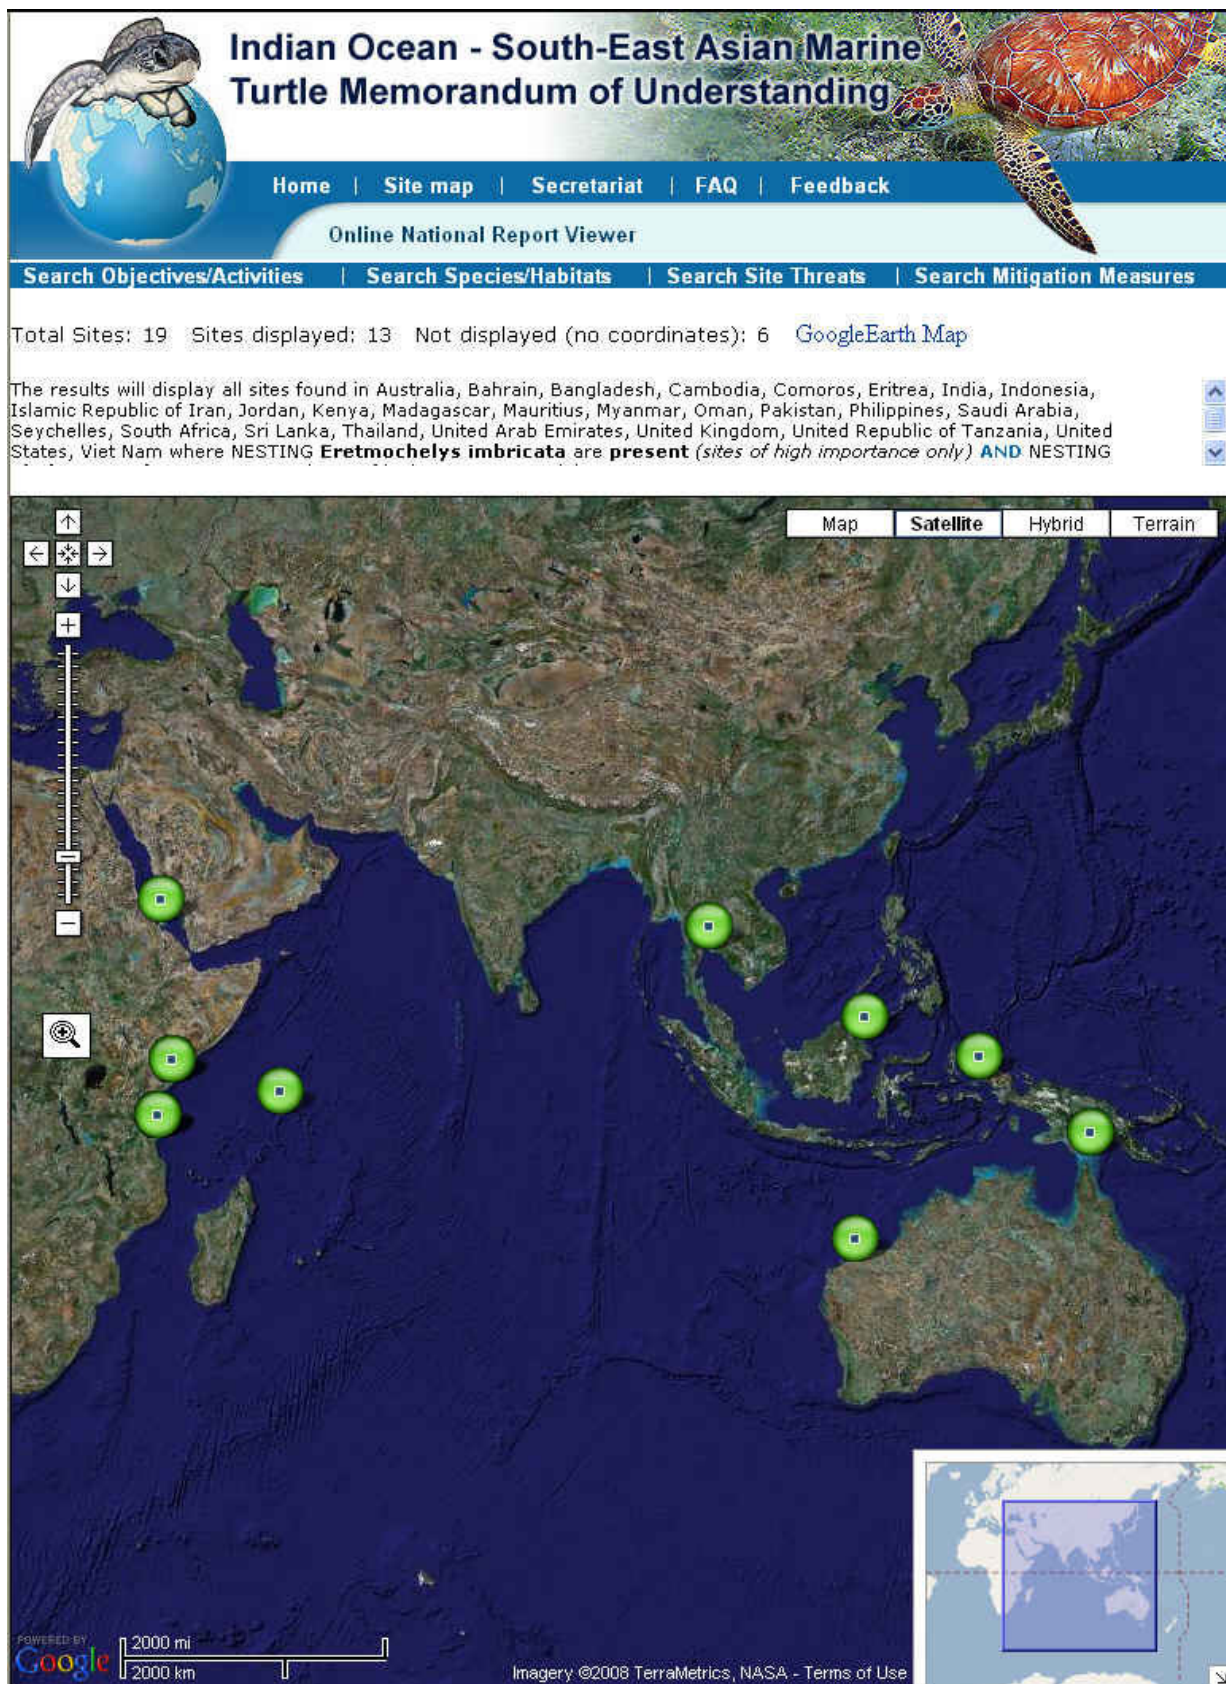 Indian Ocean - South-East Asian Marine
Turtle Memorandum of Understanding
Home | Site map | Secretariat | FAQ | Feedback
Online National Report Viewer
Search Objectives/Activities | Search Species/Habitats | Search Site Threats | Search Mitigation Measures
Total Sites: 19 Sites displayed: 13 Not displayed (no coordinates): 6 GoogleEarth Map
The results will display all sites found in Australia, Bahrain, Bangladesh, Cambodia, Comoros, Eritrea, India, Indonesia,
Islamic Republic of Iran, Jordan, Kenya, Madagascar, Mauritius, Myanmar, Oman, Pakistan, Philippines, Saudi Arabia,
Seychelles, South Africa, Sri Lanka, Thailand, United Arab Emirates, United Kingdom, United Republic of Tanzania, United
States, Viet Nam where NESTING Eretmochelys imbricata are present (sites of high importance only) AND NESTING
Map Satellite Hybrid Terrain
POWERED BY
Google
2000 mi
2000 km
Imagery ©2008 TerraMetrics, NASA - Terms of Use